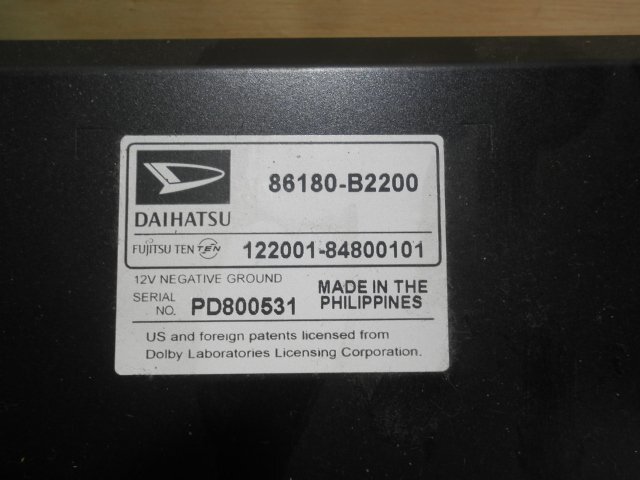 86180-B2200
DAIHATSU
FUJITSU TEN TEN 122001-84800101
12V NEGATIVE GROUND
SERIAL NO. PD800531
MADE IN THE PHILIPPINES
US and foreign patents licensed from
Dolby Laboratories Licensing Corporation.